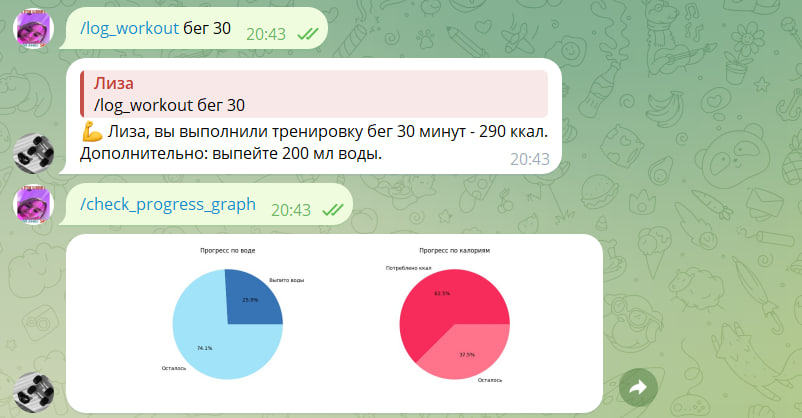 /log_workout бег 30 20:43
Лиза
/log_workout бег 30
💪 Лиза, вы выполнили тренировку бег 30 минут - 290 ккал.
Дополнительно: выпейте 200 мл воды. 20:43
/check_progress_graph 20:43
Прогресс по воде
Выпито воды
25.9%
74.1%
Осталось
Прогресс по калориям
Потреблено ккал
62.5%
37.5%
Осталось